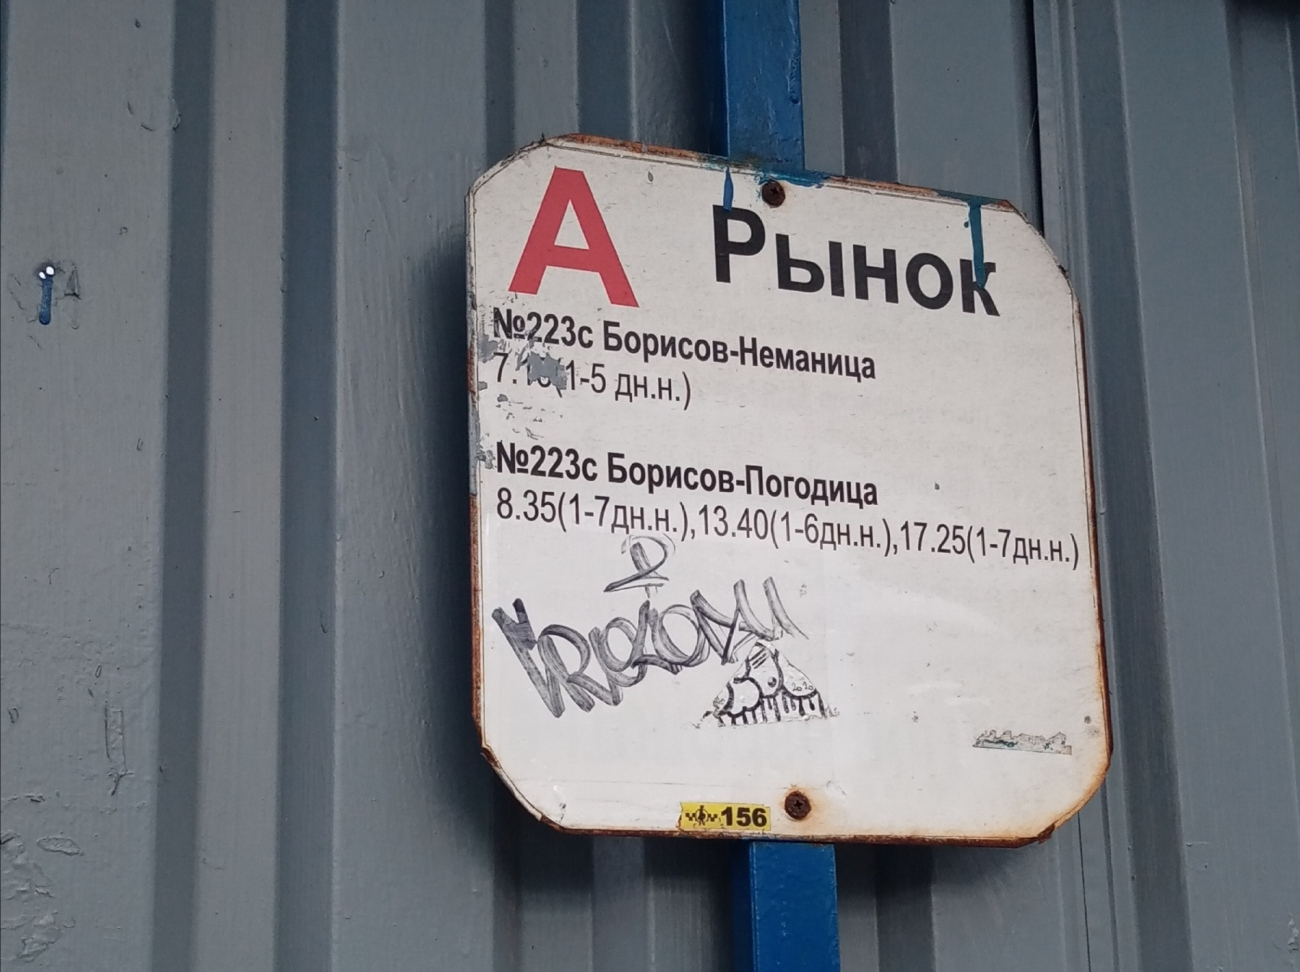 А Рынок
№223с Борисов-Неманица
(1-5 дн.н.)
№223с Борисов-Погодица
8.35(1-7дн.н.),13.40(1-6дн.н.),17.25(1-7дн.н.)
156